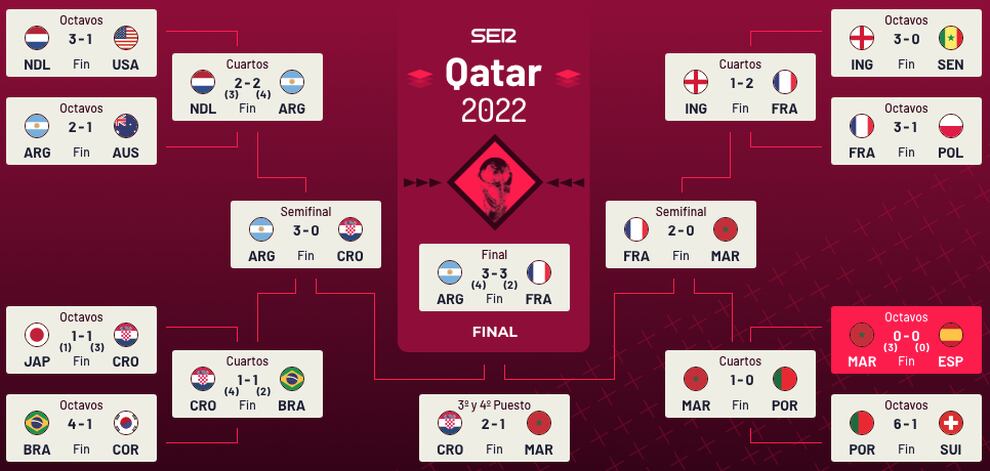 SER
Qatar
2022
Octavos
3-1
NDL Fin USA
Octavos
2-1
ARG Fin AUS
Cuartos
2-2
(3) (4)
NDL Fin ARG
Semifinal
3-0
ARG Fin CRO
Octavos
1-1
(1) (3)
JAP Fin CRO
Octavos
4-1
BRA Fin COR
Cuartos
1-1
(4) (2)
CRO Fin BRA
Final
3-3
(4) (2)
ARG Fin FRA
FINAL
3º y 4º Puesto
2-1
CRO Fin MAR
Octavos
3-0
ING Fin SEN
Octavos
3-1
FRA Fin POL
Cuartos
1-2
ING Fin FRA
Semifinal
2-0
FRA Fin MAR
Octavos
0-0
(3) (0)
MAR Fin ESP
Octavos
6-1
POR Fin SUI
Cuartos
1-0
MAR Fin POR